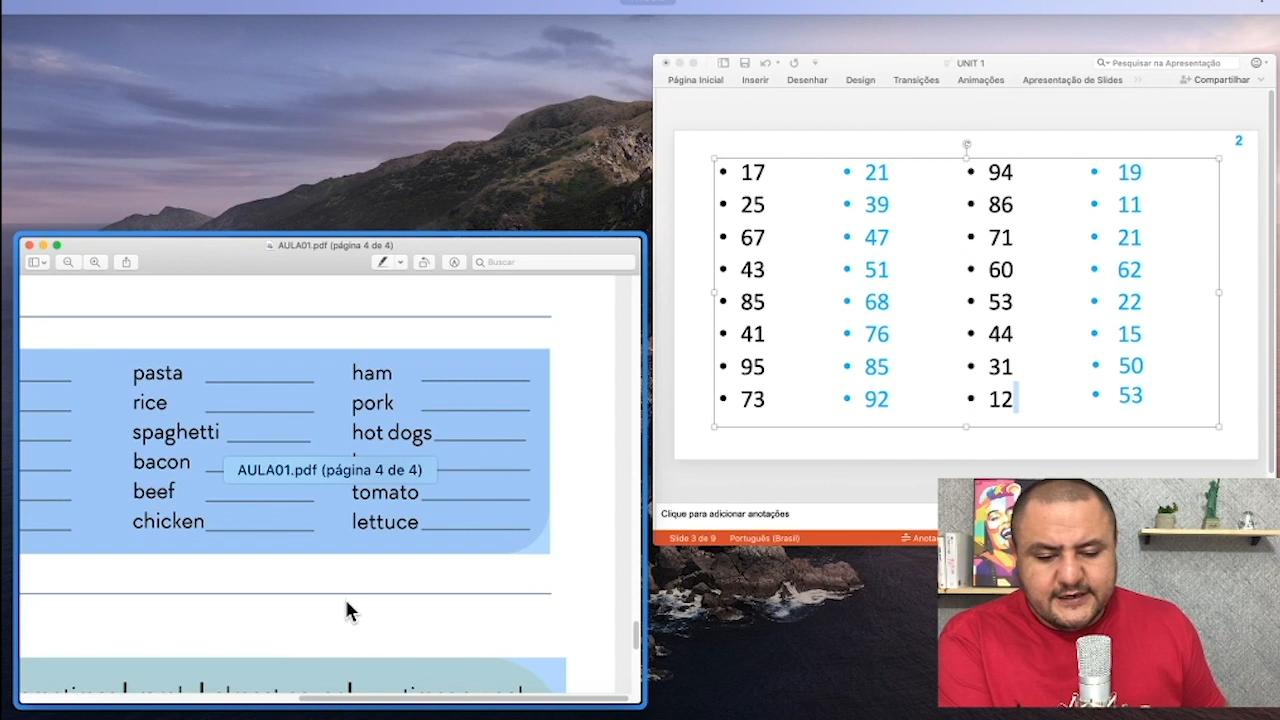 UNIT 1
Pesquisar na Apresentação
Página Inicial Inserir Desenhar Design Transições Animações Apresentação de Slides Compartilhar
2
17 21 94 19
25 39 86 11
67 47 71 21
43 51 60 62
85 68 53 22
41 76 44 15
95 85 31 50
73 92 12 53
Clique para adicionar anotações
Slide 3 de 9 Português (Brasil)
AULA01.pdf (página 4 de 4)
Buscar
pasta ham
rice pork
spaghetti hot dogs
bacon
AULA01.pdf (página 4 de 4)
beef tomato
chicken lettuce